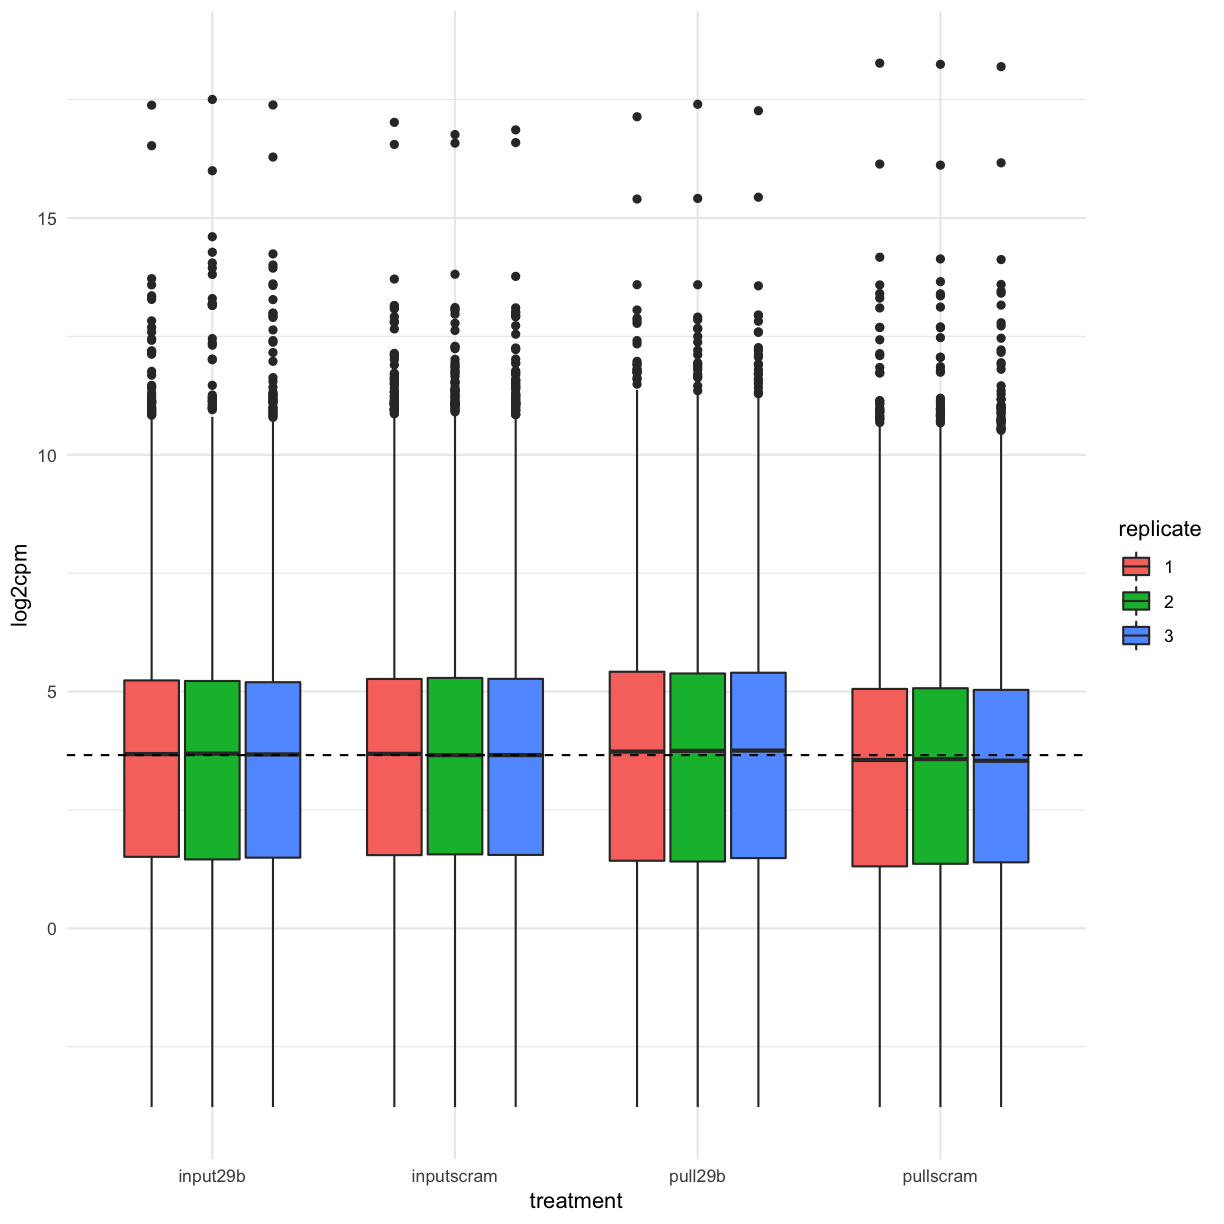 15
10
5
0
log2cpm
input29b
inputscram
pull29b
pullscram
treatment
replicate
1
2
3